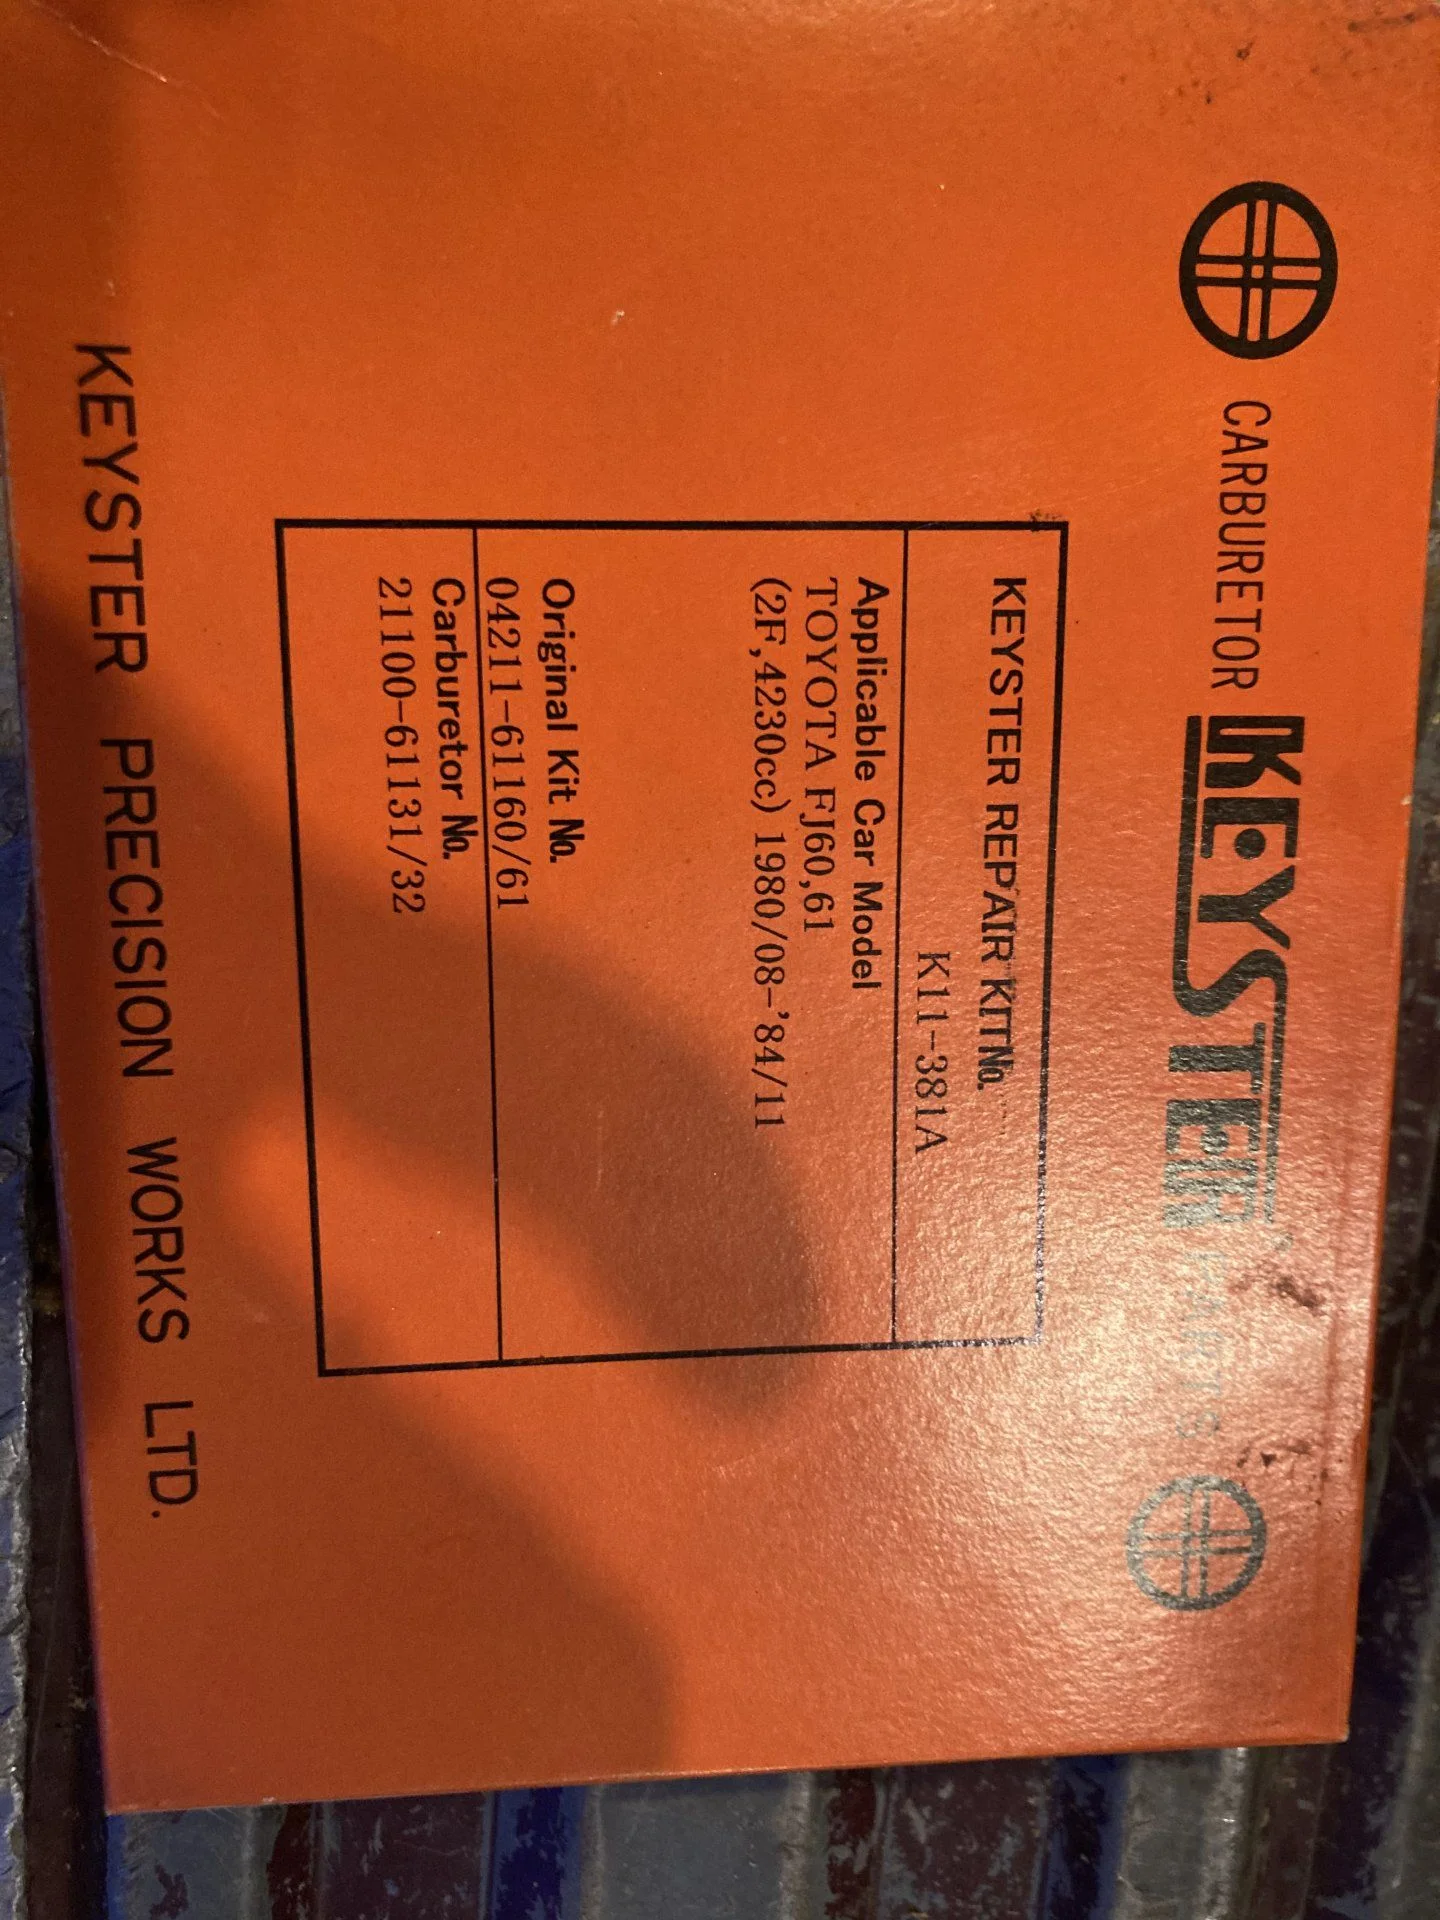 CARBURETOR KEYSTER PARTS
KEYSTER REPAIR KIT No.
K11-381A
Applicable Car Model
TOYOTA FJ60,61
(2F,4230cc) 1980/08-'84/11
Original Kit No.
04211-61160/61
Carburetor No.
21100-61131/32
KEYSTER PRECISION WORKS LTD.